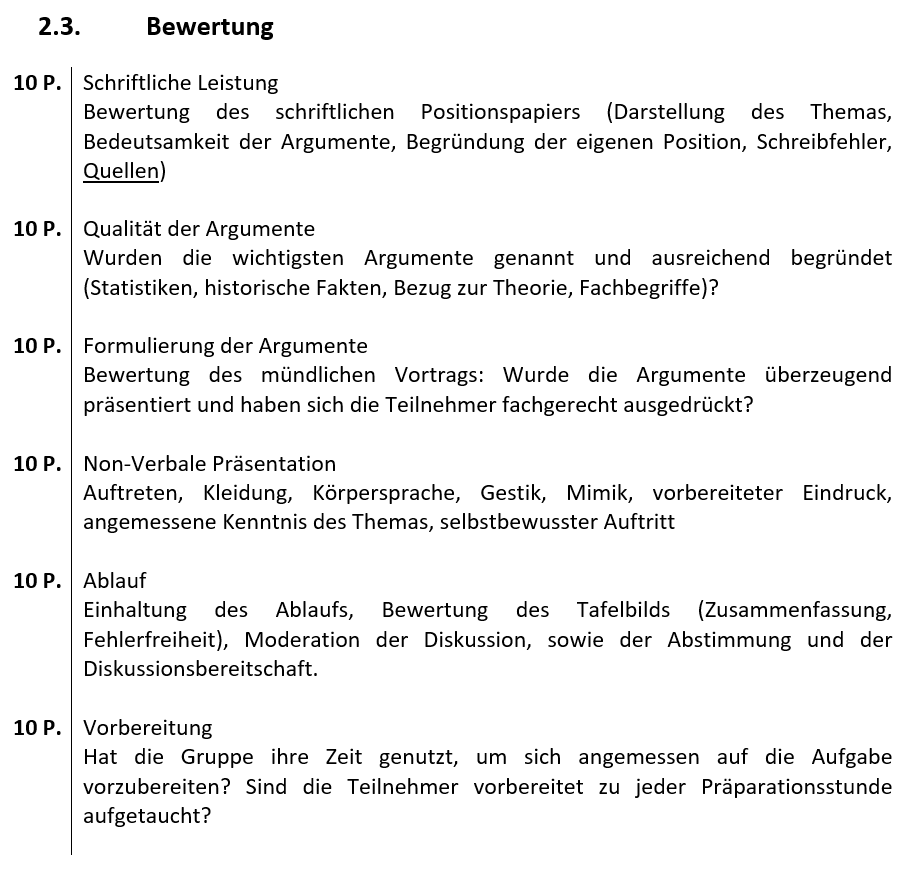 2.3. Bewertung
10 P. Schriftliche Leistung
Bewertung des schriftlichen Positionspapiers (Darstellung des Themas,
Bedeutsamkeit der Argumente, Begründung der eigenen Position, Schreibfehler,
Quellen)
10 P. Qualität der Argumente
Wurden die wichtigsten Argumente genannt und ausreichend begründet
(Statistiken, historische Fakten, Bezug zur Theorie, Fachbegriffe)?
10 P. Formulierung der Argumente
Bewertung des mündlichen Vortrags: Wurde die Argumente überzeugend
präsentiert und haben sich die Teilnehmer fachgerecht ausgedrückt?
10 P. Non-Verbale Präsentation
Auftreten, Kleidung, Körpersprache, Gestik, Mimik, vorbereiteter Eindruck,
angemessene Kenntnis des Themas, selbstbewusster Auftritt
10 P. Ablauf
Einhaltung des Ablaufs, Bewertung des Tafelbilds (Zusammenfassung,
Fehlerfreiheit), Moderation der Diskussion, sowie der Abstimmung und der
Diskussionsbereitschaft.
10 P. Vorbereitung
Hat die Gruppe ihre Zeit genutzt, um sich angemessen auf die Aufgabe
vorzubereiten? Sind die Teilnehmer vorbereitet zu jeder Präparationsstunde
aufgetaucht?